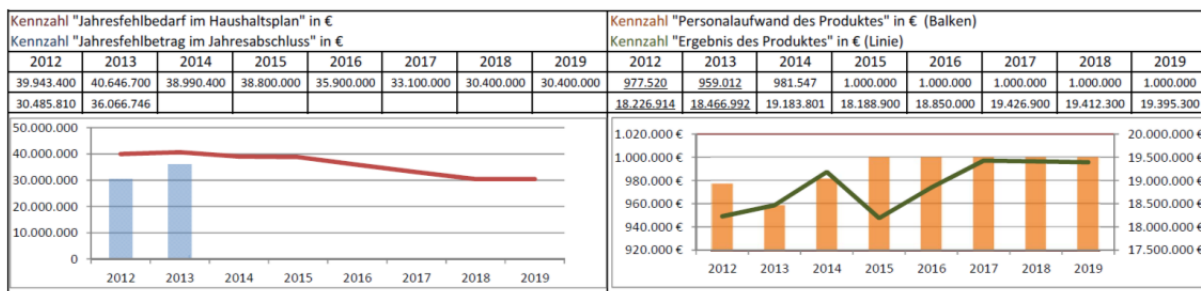 Kennzahl "Jahresfehlbedarf im Haushaltsplan" in €
Kennzahl "Jahresfehlbetrag im Jahresabschluss" in €
2012 2013 2014 2015 2016 2017 2018 2019
39.943.400 40.646.700 38.990.400 38.800.000 35.900.000 33.100.000 30.400.000 30.400.000
30.485.810 36.066.746
50.000.000
40.000.000
30.000.000
20.000.000
10.000.000
0
2012 2013 2014 2015 2016 2017 2018 2019
Kennzahl "Personalaufwand des Produktes" in € (Balken)
Kennzahl "Ergebnis des Produktes" in € (Linie)
2012 2013 2014 2015 2016 2017 2018 2019
977.520 959.012 981.547 1.000.000 1.000.000 1.000.000 1.000.000 1.000.000
18.226.914 18.466.992 19.183.801 18.188.900 18.850.000 19.426.900 19.412.300 19.395.300
1.020.000 € 20.000.000 €
1.000.000 € 19.500.000 €
980.000 € 19.000.000 €
960.000 € 18.500.000 €
940.000 € 18.000.000 €
920.000 € 17.500.000 €
2012 2013 2014 2015 2016 2017 2018 2019